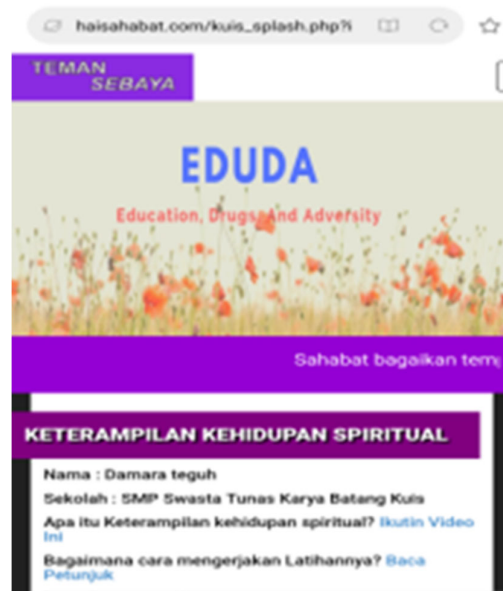 haisahabat.com/kuis_splash.php?i
TEMAN
SEBAYA
EDUDA
Education, Drugs, And Adversity
Sahabat bagaikan
KETERAMPILAN KEHIDUPAN SPIRITUAL
Nama : Damara teguh
Sekolah : SMP Swasta Tunas Karya Batang Kuis
Apa itu Keterampilan kehidupan spiritual? Ikutin Video
Ini
Bagaimana cara mengerjakan Latihannya? Baca
Petunjuk